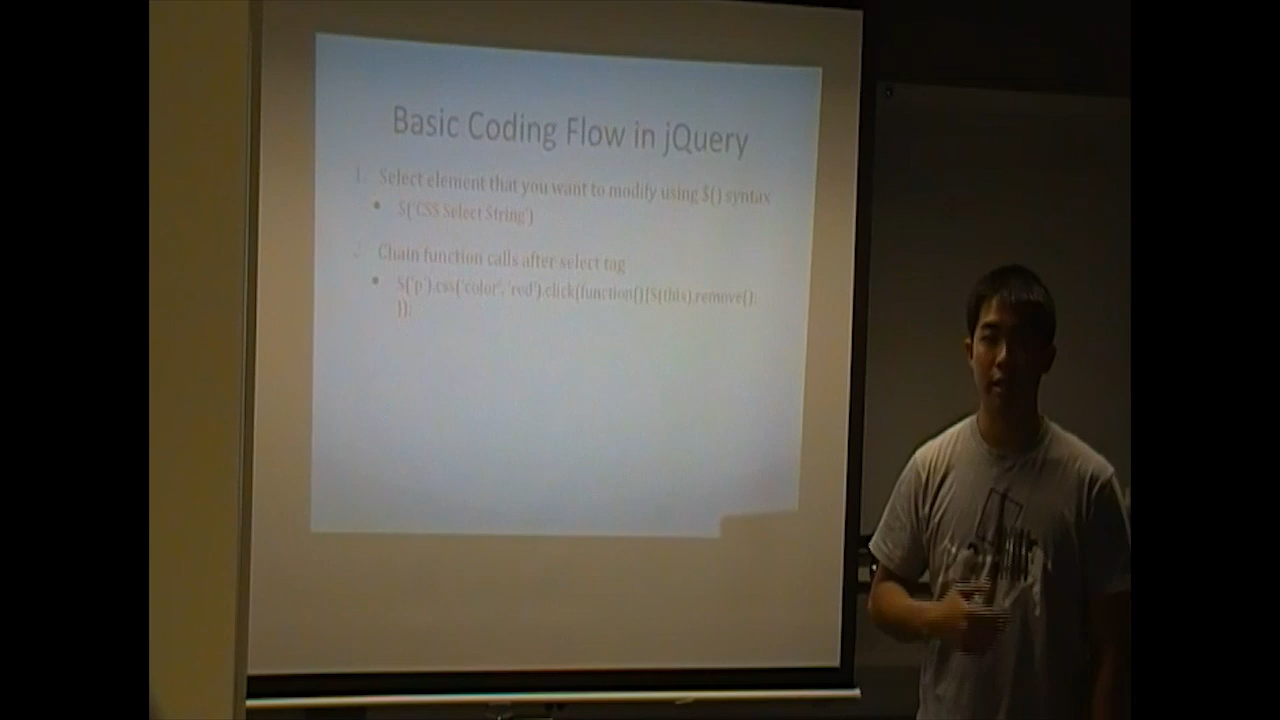 Basic Coding Flow in jQuery
1. Select element that you want to modify using $() syntax
• $('CSS Select String')
2. Chain function calls after select tag
• $('p').css('color', 'red').click(function(){$(this).remove();
});